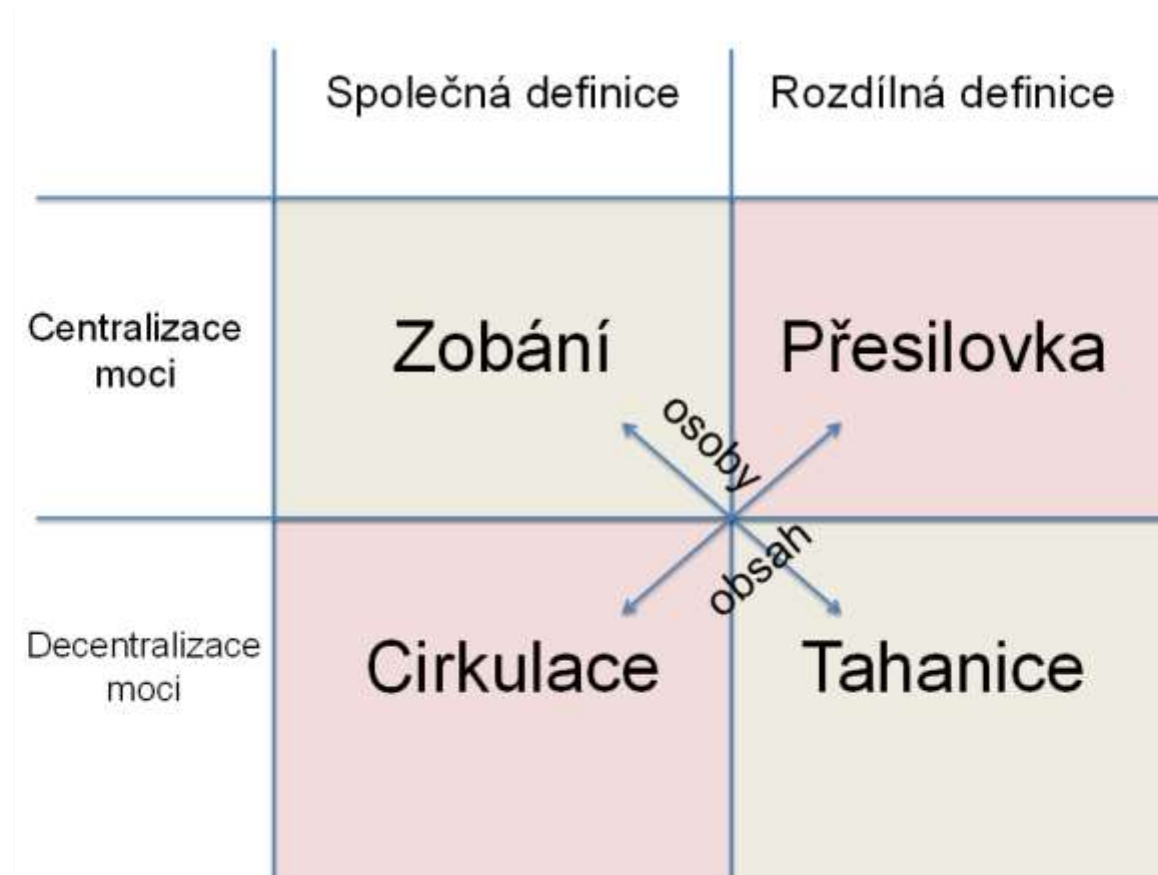 Společná definice
Rozdílná definice
Centralizace
moci
Zobání
Přesilovka
osoby
obsah
Decentralizace
moci
Cirkulace
Tahanice